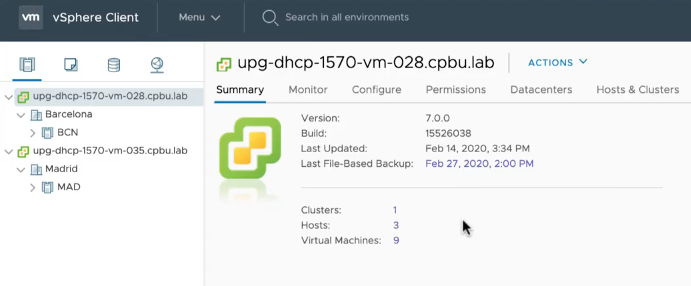 vm vSphere Client Menu Search in all environments
upg-dhcp-1570-vm-028.cpbu.lab
Barcelona
BCN
upg-dhcp-1570-vm-035.cpbu.lab
Madrid
MAD
upg-dhcp-1570-vm-028.cpbu.lab ACTIONS
Summary Monitor Configure Permissions Datacenters Hosts & Clusters
Version: 7.0.0
Build: 15526038
Last Updated: Feb 14, 2020, 3:34 PM
Last File-Based Backup: Feb 27, 2020, 2:00 PM
Clusters: 1
Hosts: 3
Virtual Machines: 9